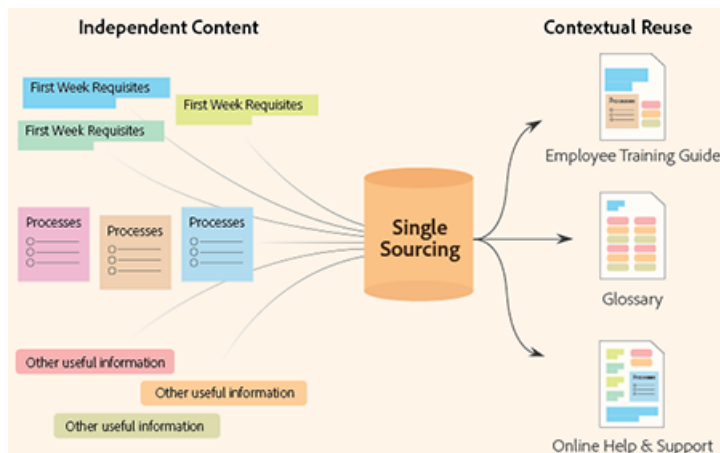 Independent Content
Contextual Reuse
First Week Requisites
First Week Requisites
First Week Requisites
Processes
Processes
Processes
Single
Sourcing
Other useful information
Other useful information
Other useful information
Processes
Employee Training Guide
Glossary
Processes
Online Help & Support